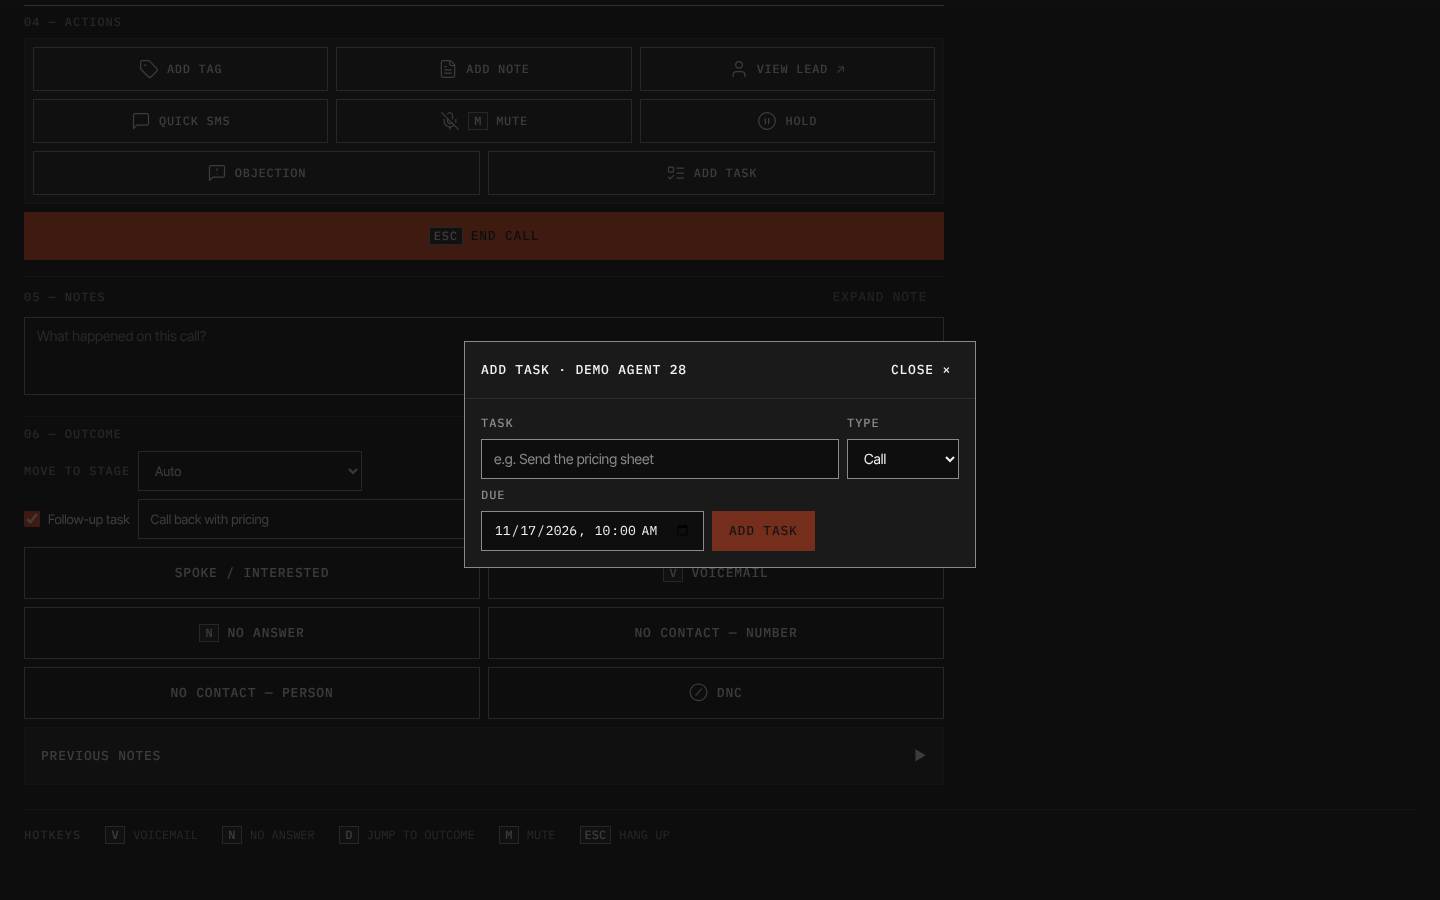 04 — ACTIONS
ADD TAG
ADD NOTE
VIEW LEAD ↗
QUICK SMS
M MUTE
HOLD
OBJECTION
ADD TASK
ESC END CALL
05 — NOTES
EXPAND NOTE
What happened on this call?
06 — OUTCOME
MOVE TO STAGE
Auto
Follow-up task
Call back with pricing
ADD TASK · DEMO AGENT 28
CLOSE ×
TASK
TYPE
e.g. Send the pricing sheet
Call
DUE
11/17/2026, 10:00 AM
ADD TASK
SPOKE / INTERESTED
V VOICEMAIL
N NO ANSWER
NO CONTACT — NUMBER
NO CONTACT — PERSON
DNC
PREVIOUS NOTES
HOTKEYS V VOICEMAIL N NO ANSWER D JUMP TO OUTCOME M MUTE ESC HANG UP